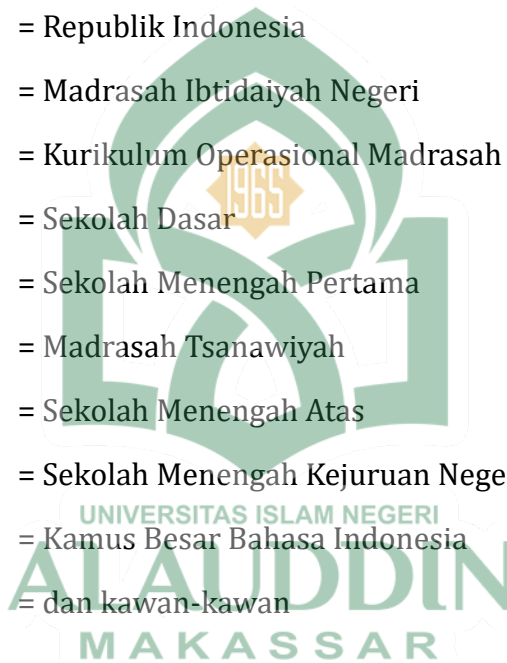 = Republik Indonesia
= Madrasah Ibtidaiyah Negeri
= Kurikulum Operasional Madrasah
1965
= Sekolah Dasar
= Sekolah Menengah Pertama
= Madrasah Tsanawiyah
= Sekolah Menengah Atas
= Sekolah Menengah Kejuruan Nege
UNIVERSITAS ISLAM NEGERI
= Kamus Besar Bahasa Indonesia
ALAUDDIN
= dan kawan-kawan
MAKASSAR